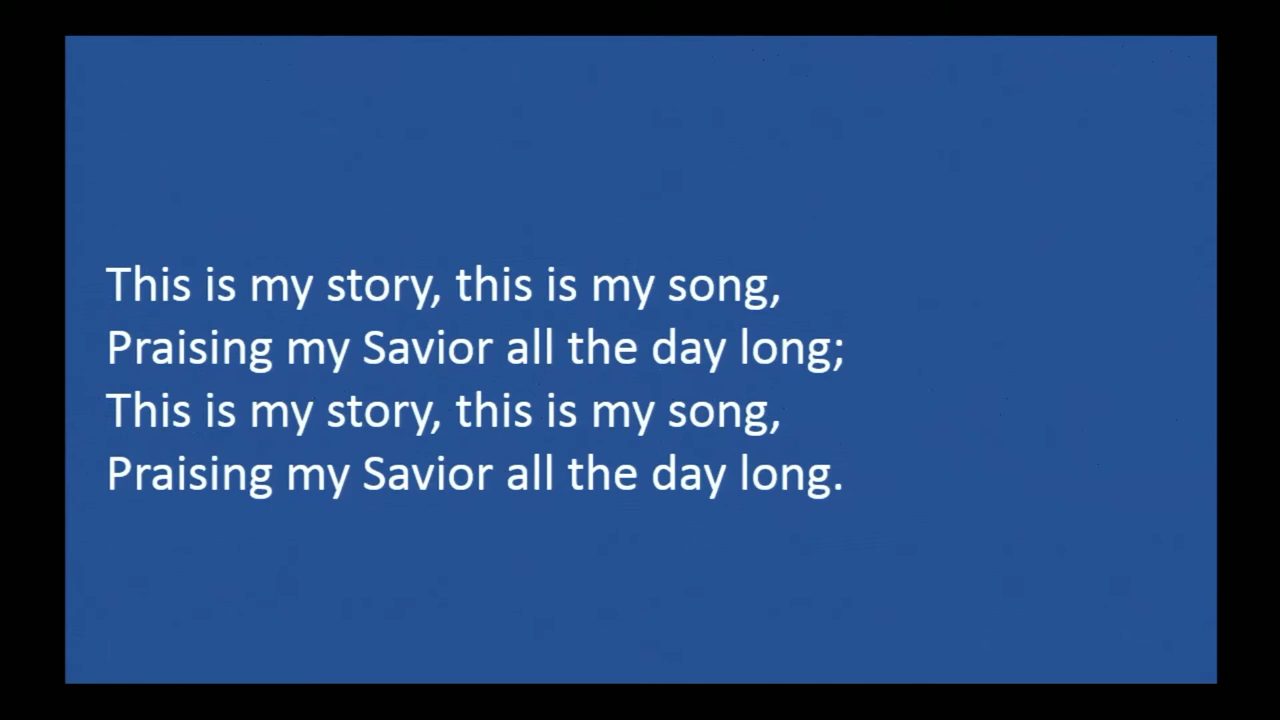 This is my story, this is my song,
Praising my Savior all the day long;
This is my story, this is my song,
Praising my Savior all the day long.